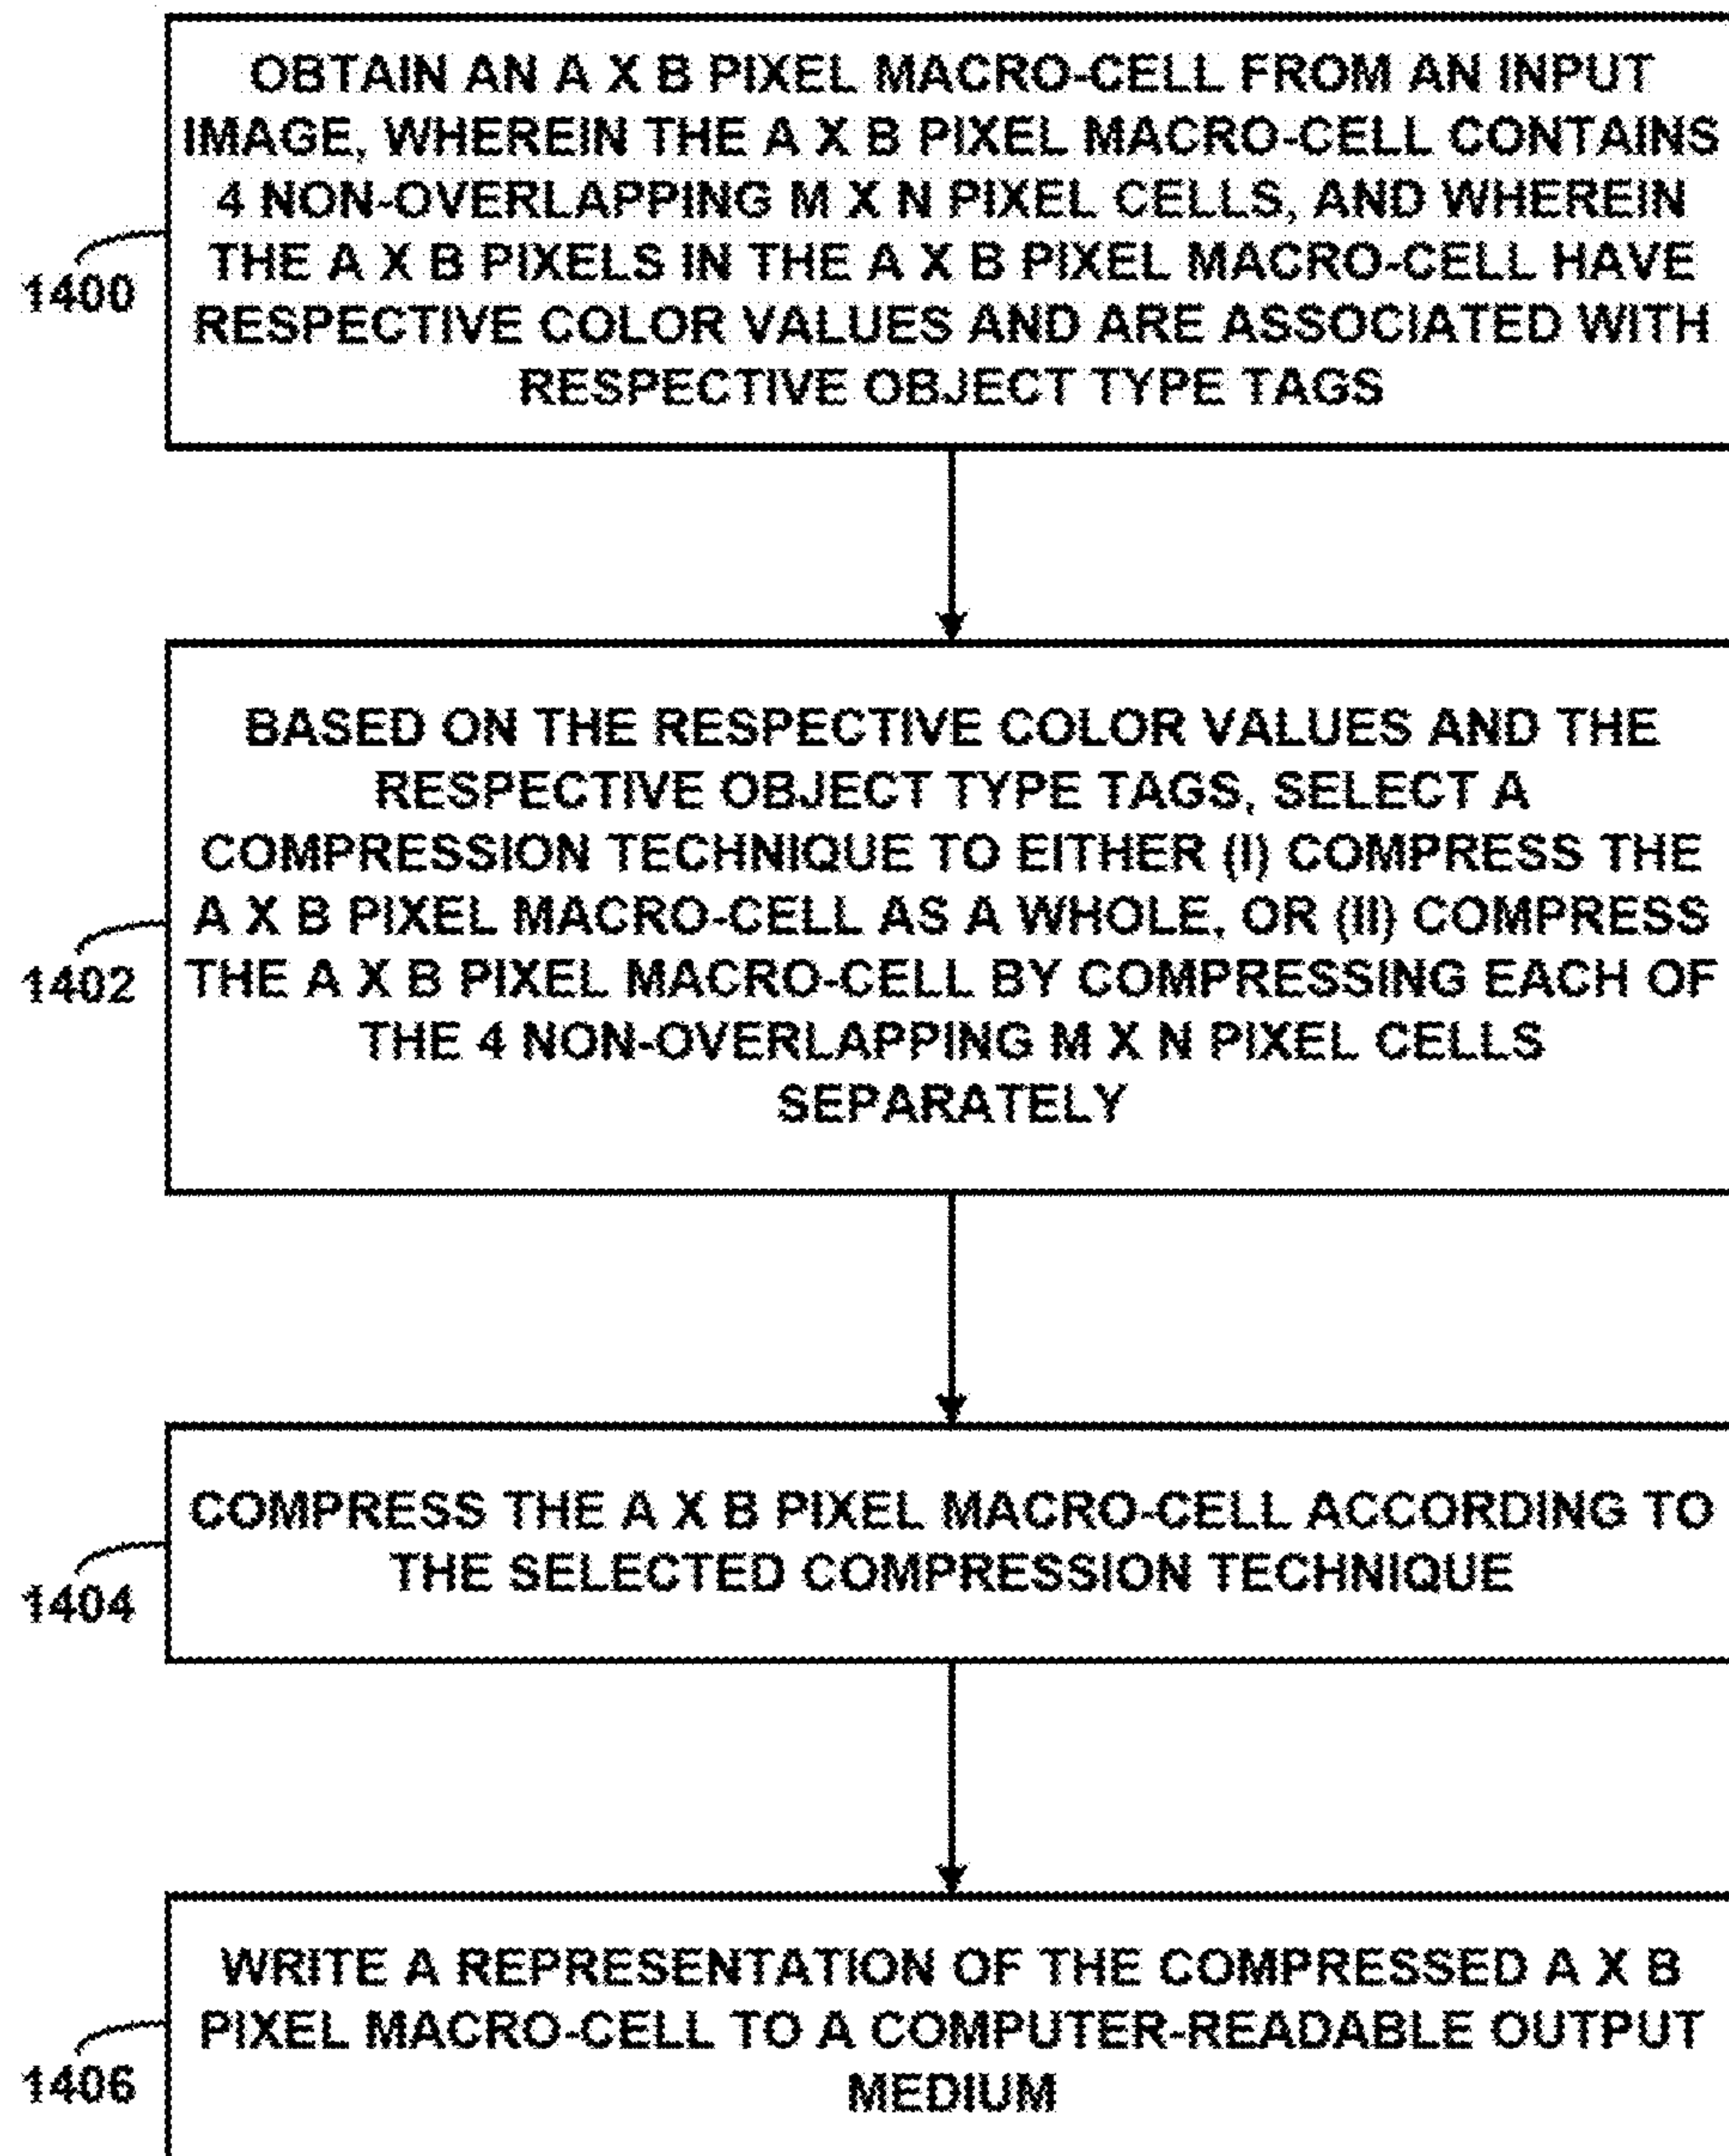 OBTAIN AN A X B PIXEL MACRO-CELL FROM AN INPUT
IMAGE, WHEREIN THE A X B PIXEL MACRO-CELL CONTAINS
4 NON-OVERLAPPING M X N PIXEL CELLS, AND WHEREIN
THE A X B PIXELS IN THE A X B PIXEL MACRO-CELL HAVE
RESPECTIVE COLOR VALUES AND ARE ASSOCIATED WITH
RESPECTIVE OBJECT TYPE TAGS
1400
BASED ON THE RESPECTIVE COLOR VALUES AND THE
RESPECTIVE OBJECT TYPE TAGS, SELECT A
COMPRESSION TECHNIQUE TO EITHER (I) COMPRESS THE
A X B PIXEL MACRO-CELL AS A WHOLE, OR (II) COMPRESS
THE A X B PIXEL MACRO-CELL BY COMPRESSING EACH OF
THE 4 NON-OVERLAPPING M X N PIXEL CELLS
SEPARATELY
1402
COMPRESS THE A X B PIXEL MACRO-CELL ACCORDING TO
THE SELECTED COMPRESSION TECHNIQUE
1404
WRITE A REPRESENTATION OF THE COMPRESSED A X B
PIXEL MACRO-CELL TO A COMPUTER-READABLE OUTPUT
MEDIUM
1406